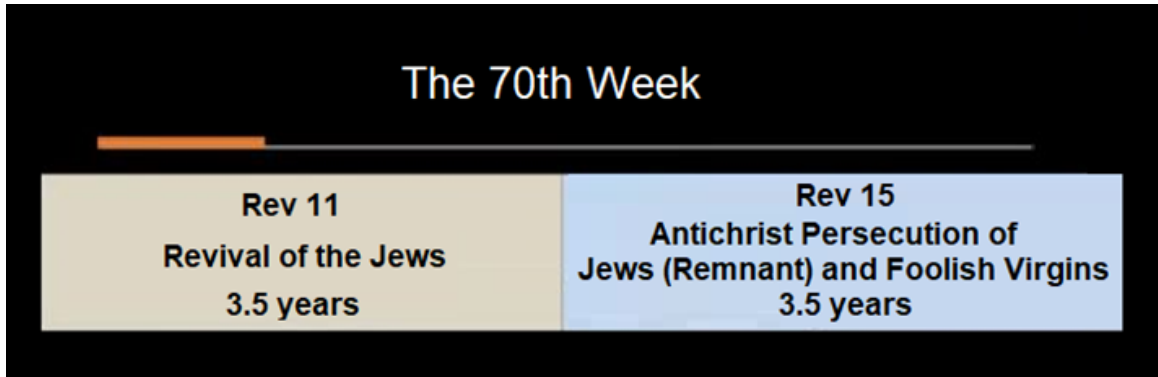 The 70th Week
Rev 11
Revival of the Jews
3.5 years
Rev 15
Antichrist Persecution of
Jews (Remnant) and Foolish Virgins
3.5 years